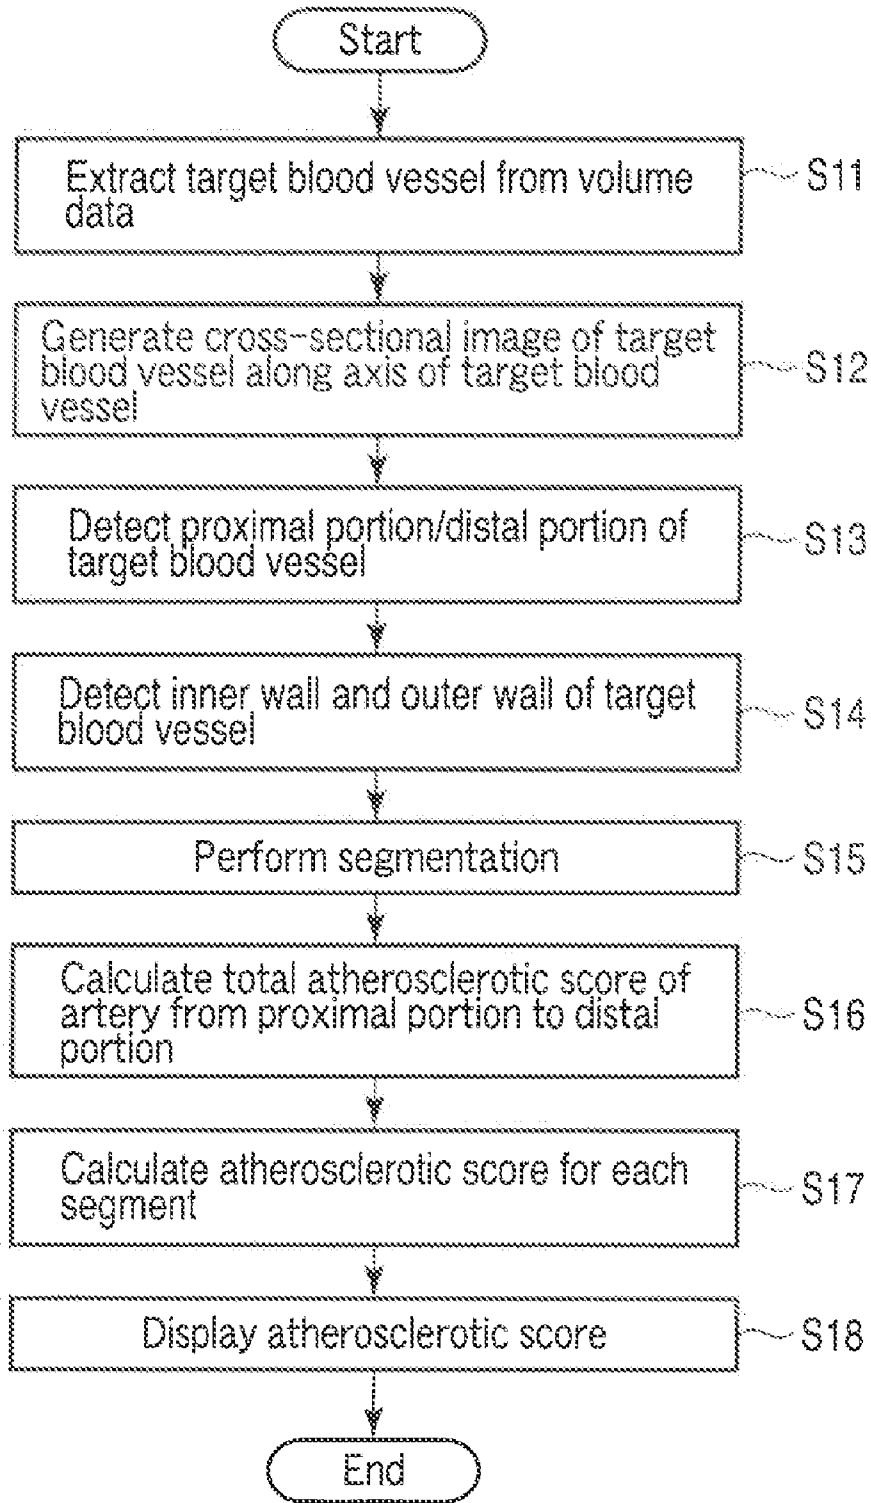 Start
Extract target blood vessel from volume
data
S11
Generate cross-sectional image of target
blood vessel along axis of target blood
vessel
S12
Detect proximal portion/distal portion of
target blood vessel
S13
Detect inner wall and outer wall of target
blood vessel
S14
Perform segmentation
S15
Calculate total atherosclerotic score of
artery from proximal portion to distal
portion
S16
Calculate atherosclerotic score for each
segment
S17
Display atherosclerotic score
S18
End